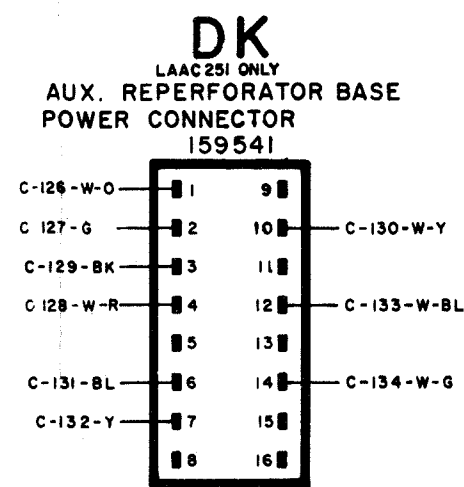 DK
LAAC 251 ONLY
AUX. REPERFORATOR BASE
POWER CONNECTOR
159541
C-126-W-O 1 9
C 127-G 2 10 C-130-W-Y
C-129-BK 3 11
C 128-W-R 4 12 C-133-W-BL
5 13
C-131-BL 6 14 C-134-W-G
C-132-Y 7 15
8 16